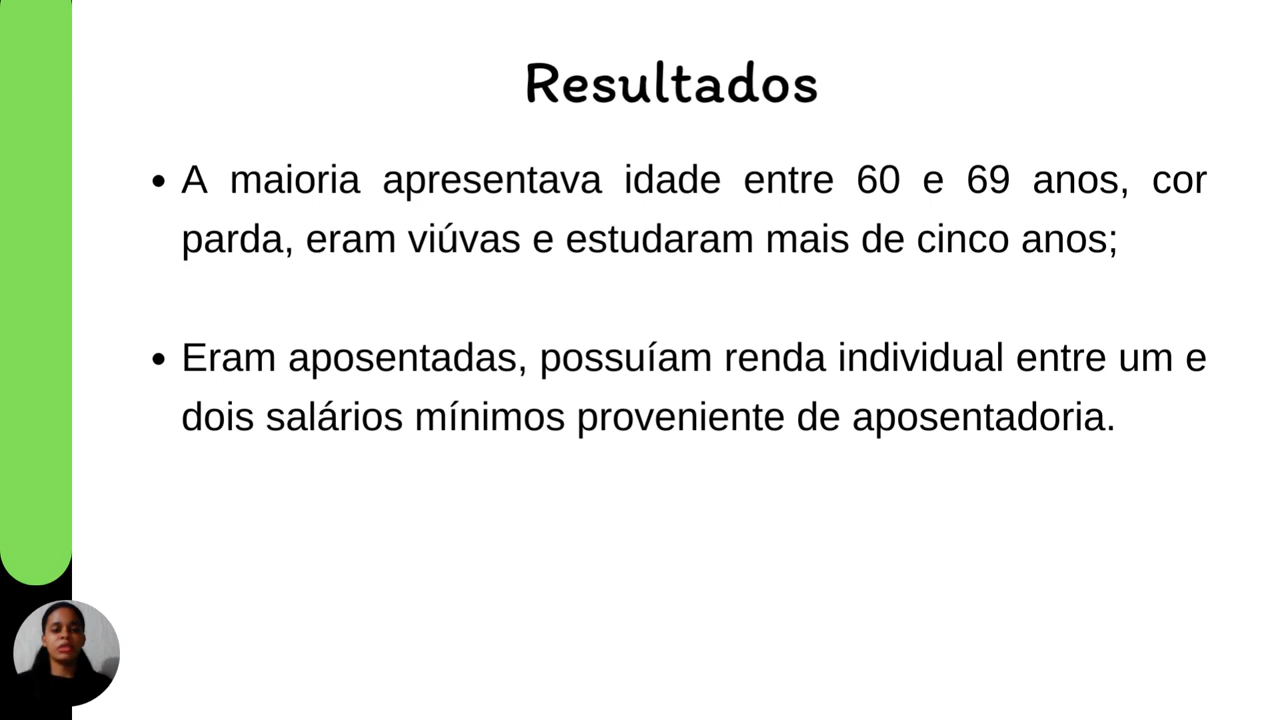 Resultados
• A maioria apresentava idade entre 60 e 69 anos, cor
parda, eram viúvas e estudaram mais de cinco anos;
• Eram aposentadas, possuíam renda individual entre um e
dois salários mínimos proveniente de aposentadoria.